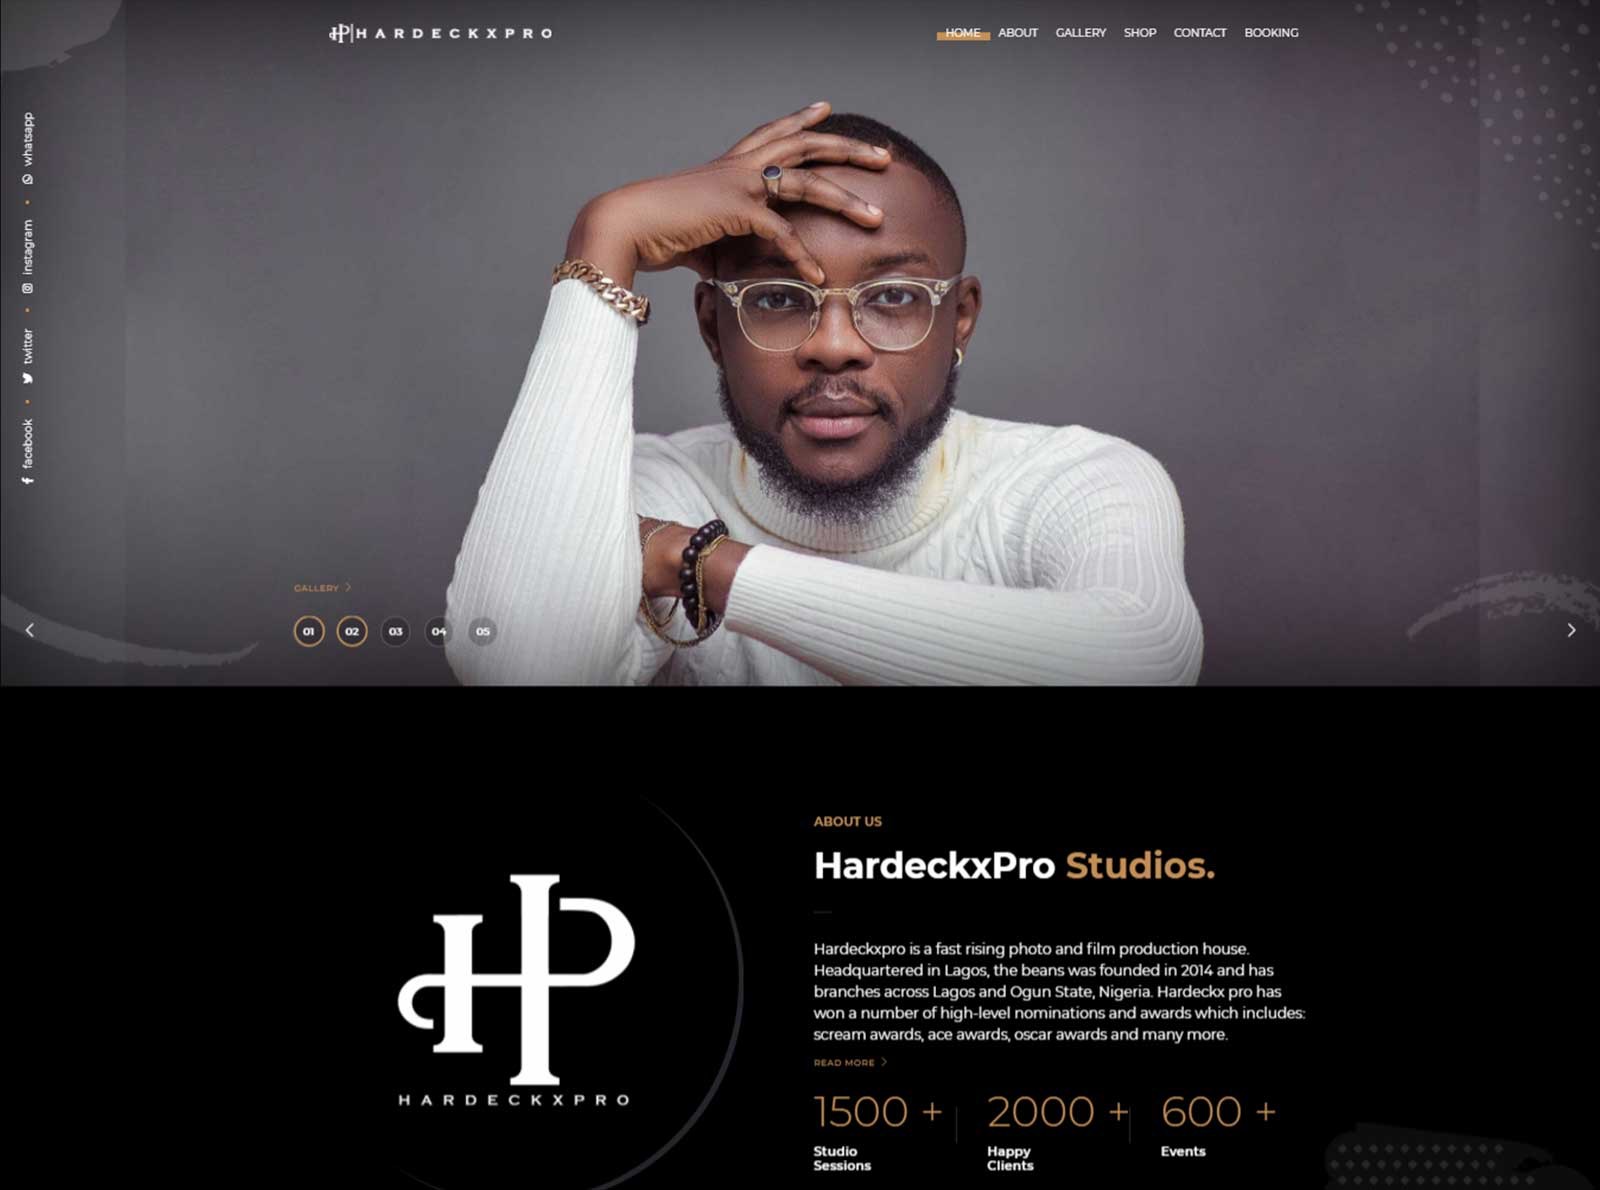 HP|HARDECKXPRO
HOME ABOUT GALLERY SHOP CONTACT BOOKING
whatsapp
instagram
twitter
facebook
GALLERY >
01 02 03 04 05
ABOUT US
HardeckxPro Studios.
Hardeckxpro is a fast rising photo and film production house.
Headquartered in Lagos, the beans was founded in 2014 and has
branches across Lagos and Ogun State, Nigeria. Hardeckx pro has
won a number of high-level nominations and awards which includes:
scream awards, ace awards, oscar awards and many more.
READ MORE >
HP
HARDECKXPRO
1500 + 2000 + 600 +
Studio Happy Events
Sessions Clients